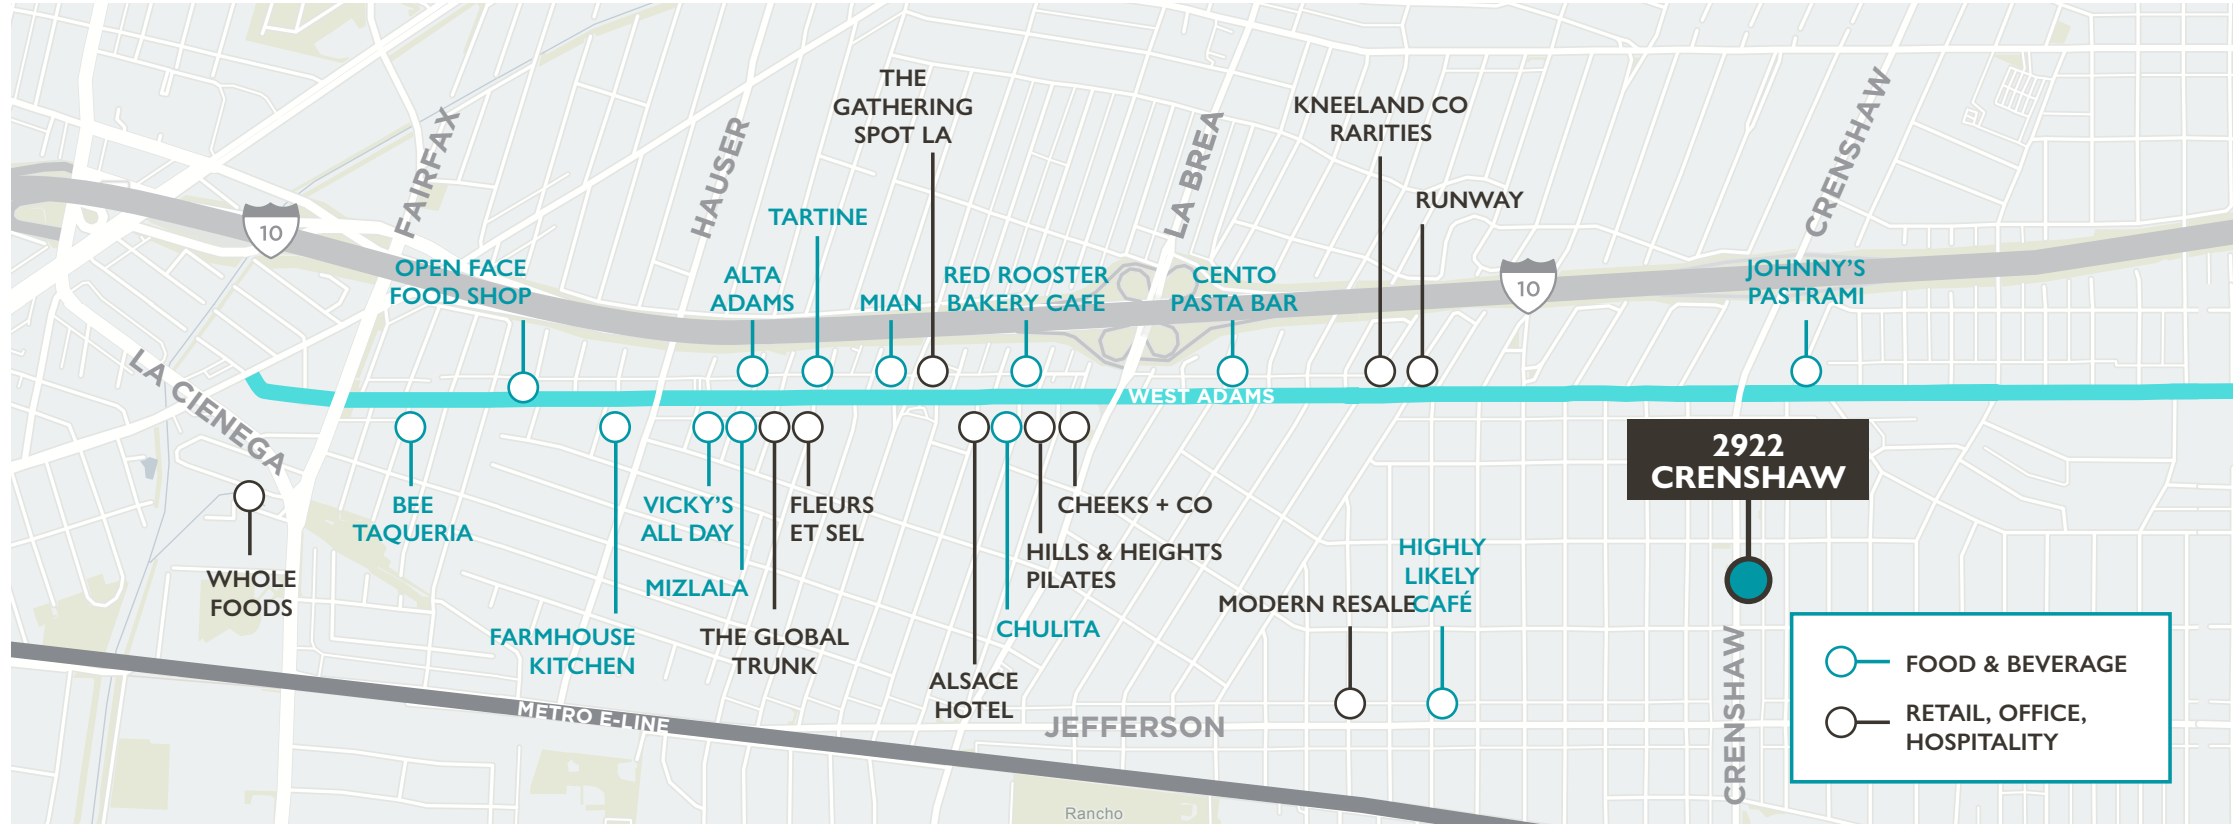 THE
GATHERING
SPOT LA
KNEELAND CO
RARITIES
FAIRFAX
HAUSER
LA BREA
CRENSHAW
RUNWAY
TARTINE
10
OPEN FACE
FOOD SHOP
ALTA
ADAMS
MIAN
RED ROOSTER
BAKERY CAFE
CENTO
PASTA BAR
10
JOHNNY'S
PASTRAMI
LA CIENEGA
WEST ADAMS
2922
CRENSHAW
BEE
TAQUERIA
VICKY'S
ALL DAY
FLEURS
ET SEL
CHEEKS + CO
WHOLE
FOODS
MIZLALA
HILLS & HEIGHTS
PILATES
HIGHLY
LIKELY
CAFÉ
MODERN RESALE
FARMHOUSE
KITCHEN
THE GLOBAL
TRUNK
CHULITA
ALSACE
HOTEL
METRO E-LINE
JEFFERSON
CRENSHAW
FOOD & BEVERAGE
RETAIL, OFFICE,
HOSPITALITY
Rancho